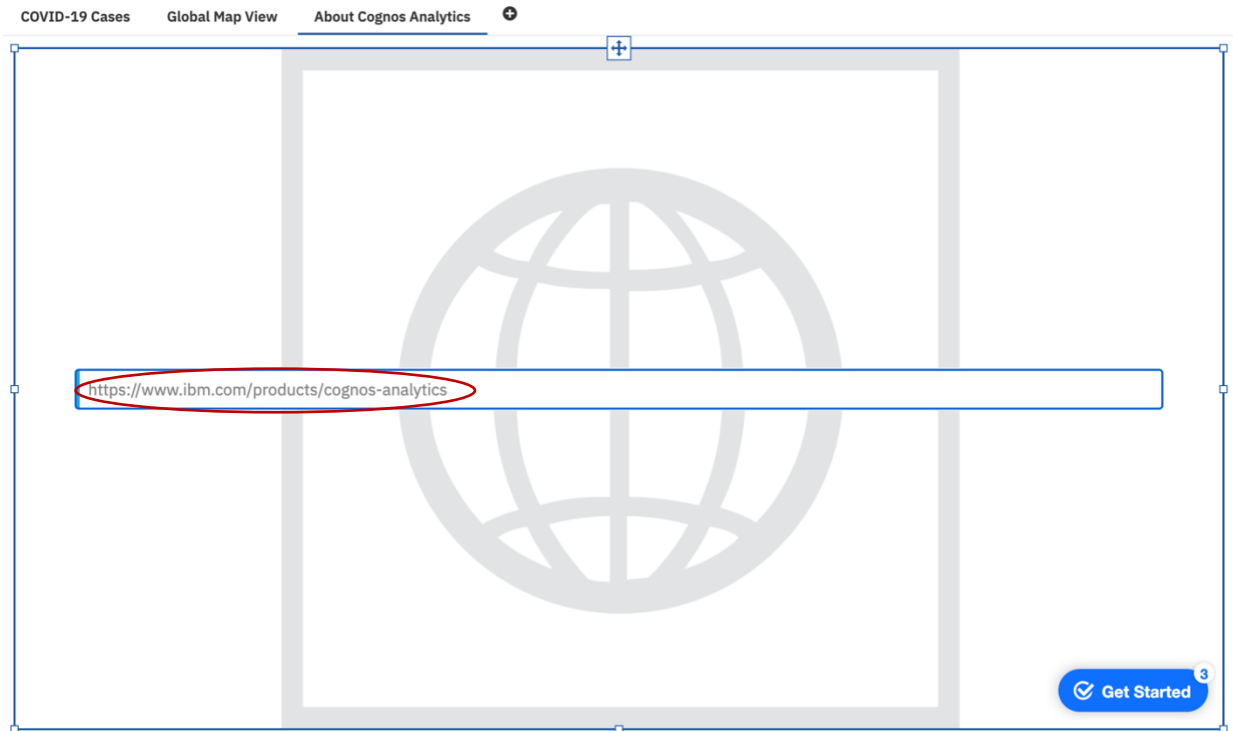 COVID-19 Cases Global Map View About Cognos Analytics
https://www.ibm.com/products/cognos-analytics
3
Get Started